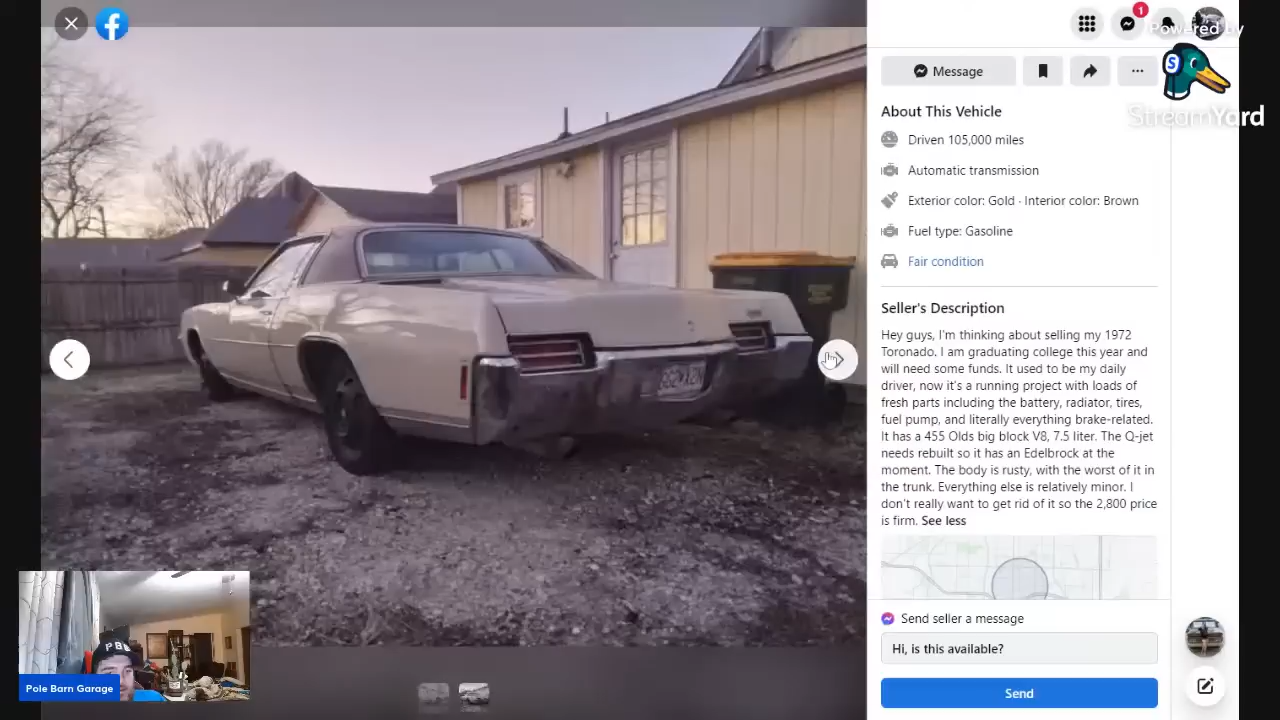 1
Powered by
Message
S
StreamYard
About This Vehicle
Driven 105,000 miles
Automatic transmission
Exterior color: Gold · Interior color: Brown
Fuel type: Gasoline
Fair condition
Seller's Description
Hey guys, I'm thinking about selling my 1972
Toronado. I am graduating college this year and
will need some funds. It used to be my daily
driver, now it's a running project with loads of
fresh parts including the battery, radiator, tires,
fuel pump, and literally everything brake-related.
It has a 455 Olds big block V8, 7.5 liter. The Q-jet
needs rebuilt so it has an Edelbrock at the
moment. The body is rusty, with the worst of it in
the trunk. Everything else is relatively minor. I
don't really want to get rid of it so the 2,800 price
is firm. See less
Send seller a message
Hi, is this available?
Send
PBG
Pole Barn Garage